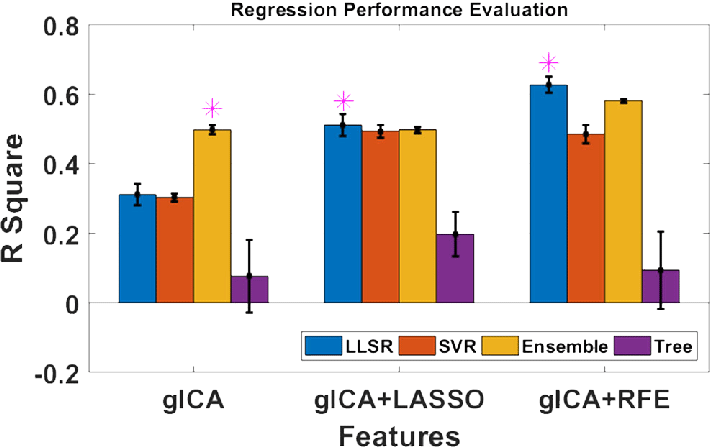 Regression Performance Evaluation
R Square
0.8
0.6
0.4
0.2
0
-0.2
LLSR SVR Ensemble Tree
gICA gICA+LASSO gICA+RFE
Features